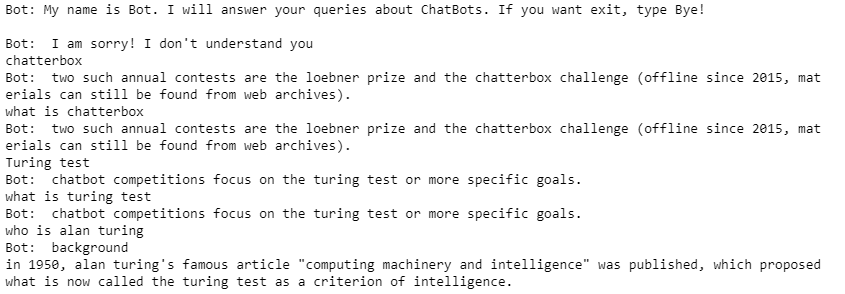 Bot: My name is Bot. I will answer your queries about ChatBots. If you want exit, type Bye!
Bot:  I am sorry! I don't understand you
chatterbox
Bot:  two such annual contests are the loebner prize and the chatterbox challenge (offline since 2015, mat
erials can still be found from web archives).
what is chatterbox
Bot:  two such annual contests are the loebner prize and the chatterbox challenge (offline since 2015, mat
erials can still be found from web archives).
Turing test
Bot:  chatbot competitions focus on the turing test or more specific goals.
what is turing test
Bot:  chatbot competitions focus on the turing test or more specific goals.
who is alan turing
Bot:  background
in 1950, alan turing's famous article "computing machinery and intelligence" was published, which proposed
what is now called the turing test as a criterion of intelligence.